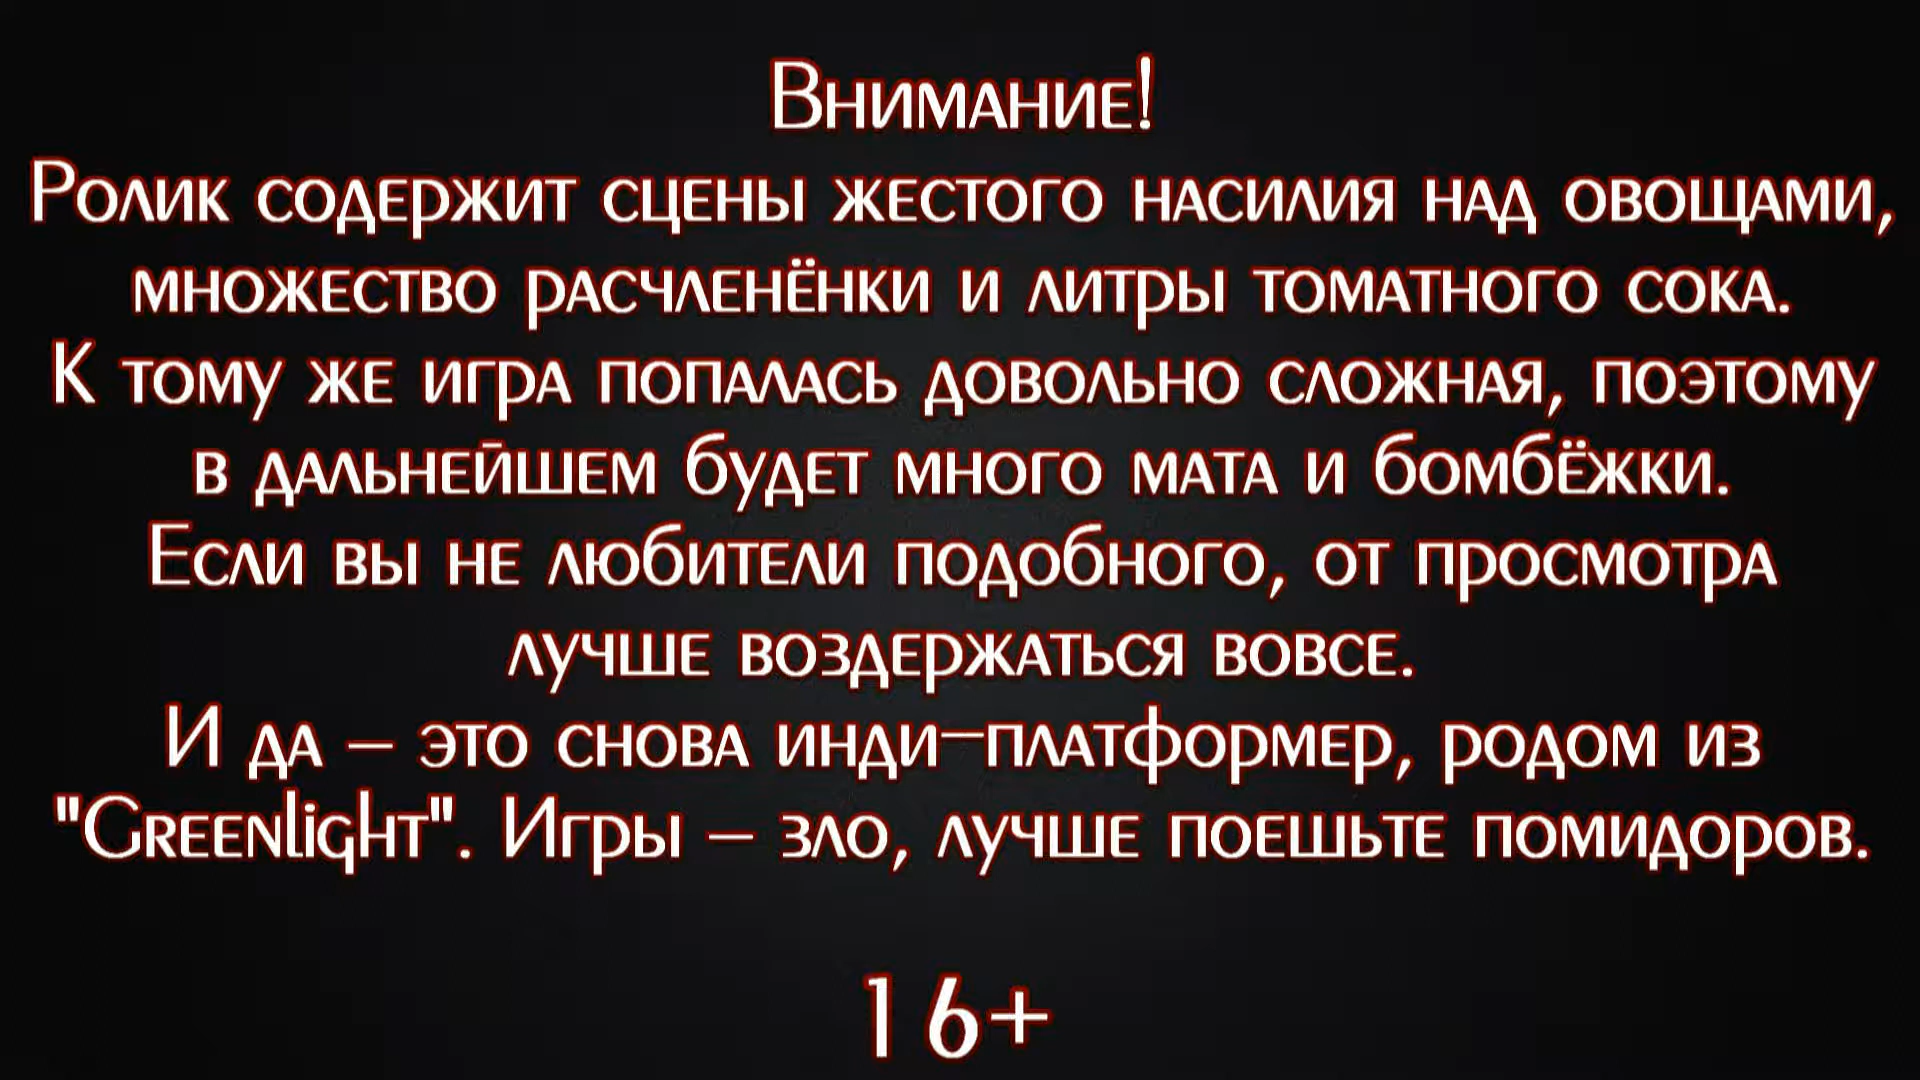 Внимание!
Ролик содержит сцены жестого насилия над овощами,
множество расчленёнки и литры томатного сока.
К тому же игра попалась довольно сложная, поэтому
в дальнейшем будет много мата и бомбёжки.
Если вы не любители подобного, от просмотра
лучше воздержаться вовсе.
И да – это снова инди-платформер, родом из
"Greenlight". Игры – зло, лучше поешьте помидоров.
16+